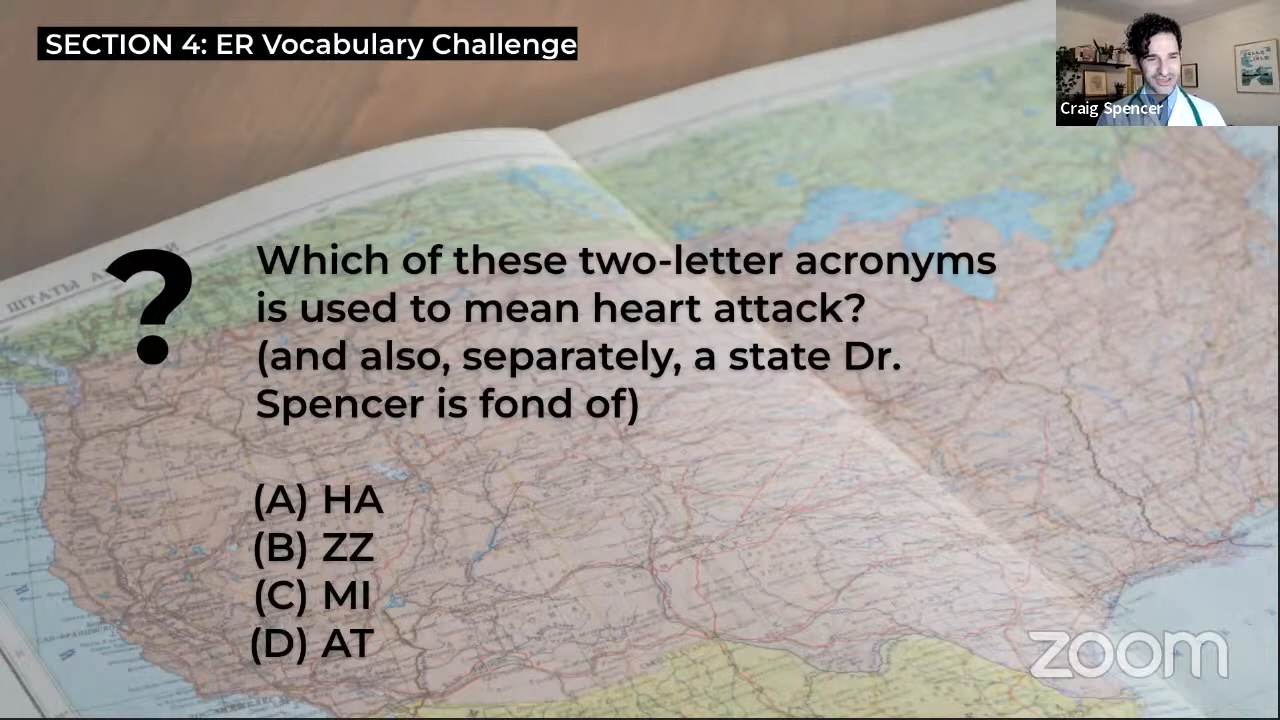 SECTION 4: ER Vocabulary Challenge
Craig Spencer
ШТАТЫ
Which of these two-letter acronyms
is used to mean heart attack?
(and also, separately, a state Dr.
Spencer is fond of)
(A) HA
(B) ZZ
(C) MI
(D) AT
zoom